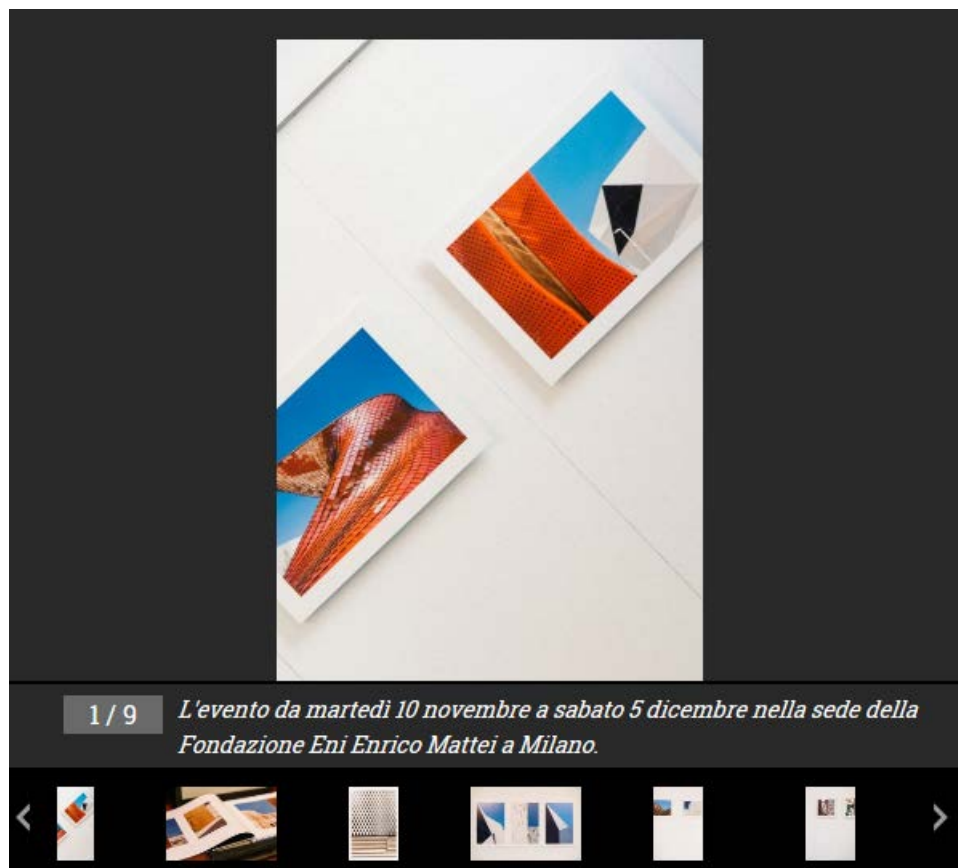 1 / 9
L'evento da martedì 10 novembre a sabato 5 dicembre nella sede della
Fondazione Eni Enrico Mattei a Milano.